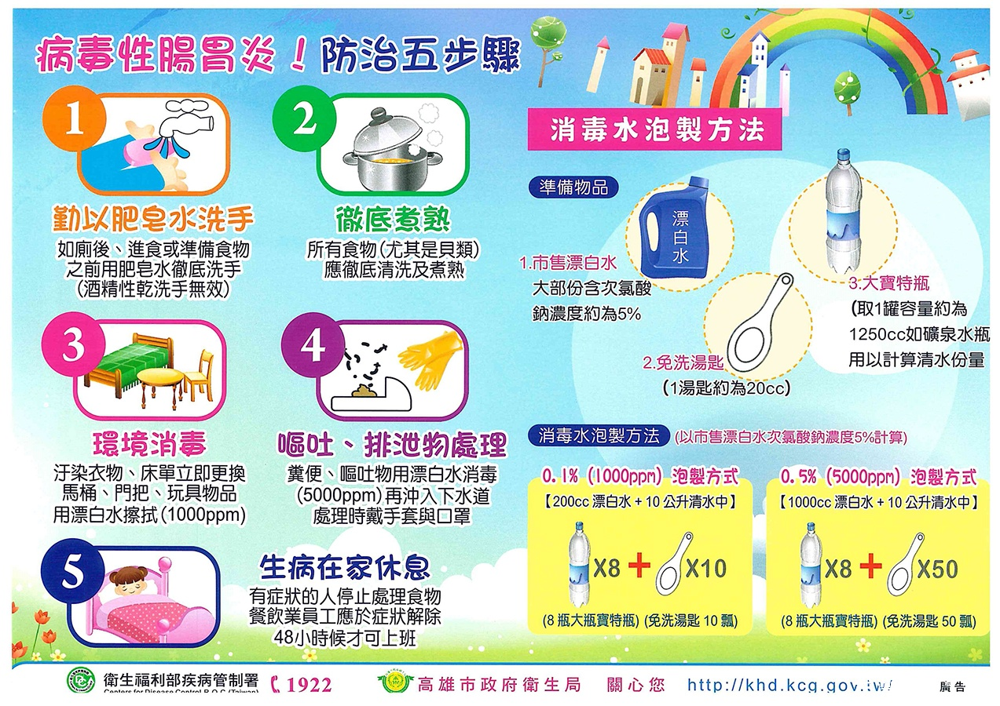 病毒性腸胃炎！防治五步驟
1
勤以肥皂水洗手
如廁後、進食或準備食物
之前用肥皂水徹底洗手
(酒精性乾洗手無效)
2
徹底煮熟
所有食物(尤其是貝類)
應徹底清洗及煮熟
3
環境消毒
汙染衣物、床單立即更換
馬桶、門把、玩具物品
用漂白水擦拭(1000ppm)
4
嘔吐、排泄物處理
糞便、嘔吐物用漂白水消毒
(5000ppm)再沖入下水道
處理時戴手套與口罩
5
生病在家休息
有症狀的人停止處理食物
餐飲業員工應於症狀解除
48小時候才可上班
消毒水泡製方法
準備物品
漂白水
1.市售漂白水
大部份含次氯酸
鈉濃度約為5%
2.免洗湯匙
(1湯匙約為20cc)
3.大寶特瓶
(取1罐容量約為
1250cc如礦泉水瓶
用以計算清水份量
消毒水泡製方法 (以市售漂白水次氯酸鈉濃度5%計算)
0.1% (1000ppm) 泡製方式
【200cc 漂白水 + 10 公升清水中】
X8 + X10
(8 瓶大瓶寶特瓶) (免洗湯匙 10 瓢)
0.5% (5000ppm) 泡製方式
【1000cc 漂白水 + 10 公升清水中】
X8 + X50
(8 瓶大瓶寶特瓶) (免洗湯匙 50 瓢)
衛生福利部疾病管制署 1922
Centers for Disease Control, R.O.C.(Taiwan)
高雄市政府衛生局 關心您 http://khd.kcg.gov.tw/ 廣告